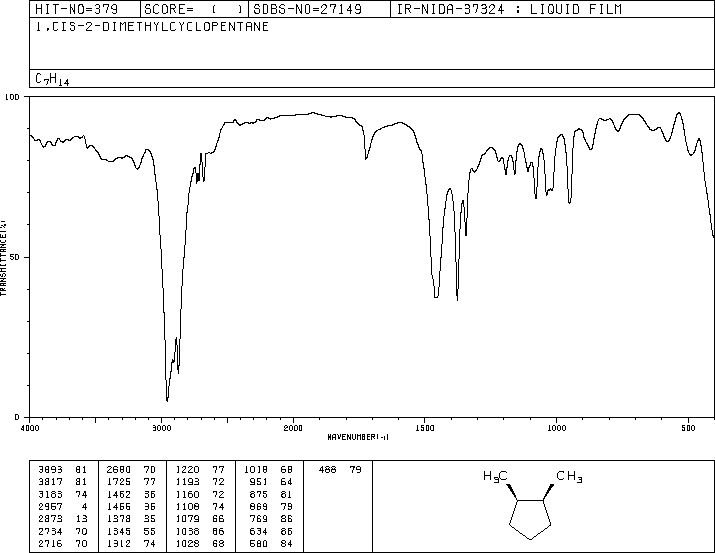 HIT-NO=379 SCORE= ( ) SDBS-NO=27149 IR-NIDA-37324 : LIQUID FILM
1,CIS-2-DIMETHYLCYCLOPENTANE
C7H14
100
50
0
TRANSMITTANCE(%)
4000 3000 2000 1500 1000 500
WAVENUMBER(-1)
3893 81 2680 70 1220 77 1018 68 488 79
3817 81 1725 77 1193 72 951 64
3183 74 1462 36 1160 72 875 81
2967 4 1455 36 1108 74 869 79
2873 13 1378 35 1079 66 769 86
2734 70 1345 55 1038 86 634 86
2716 70 1312 74 1028 68 580 84
H3C CH3